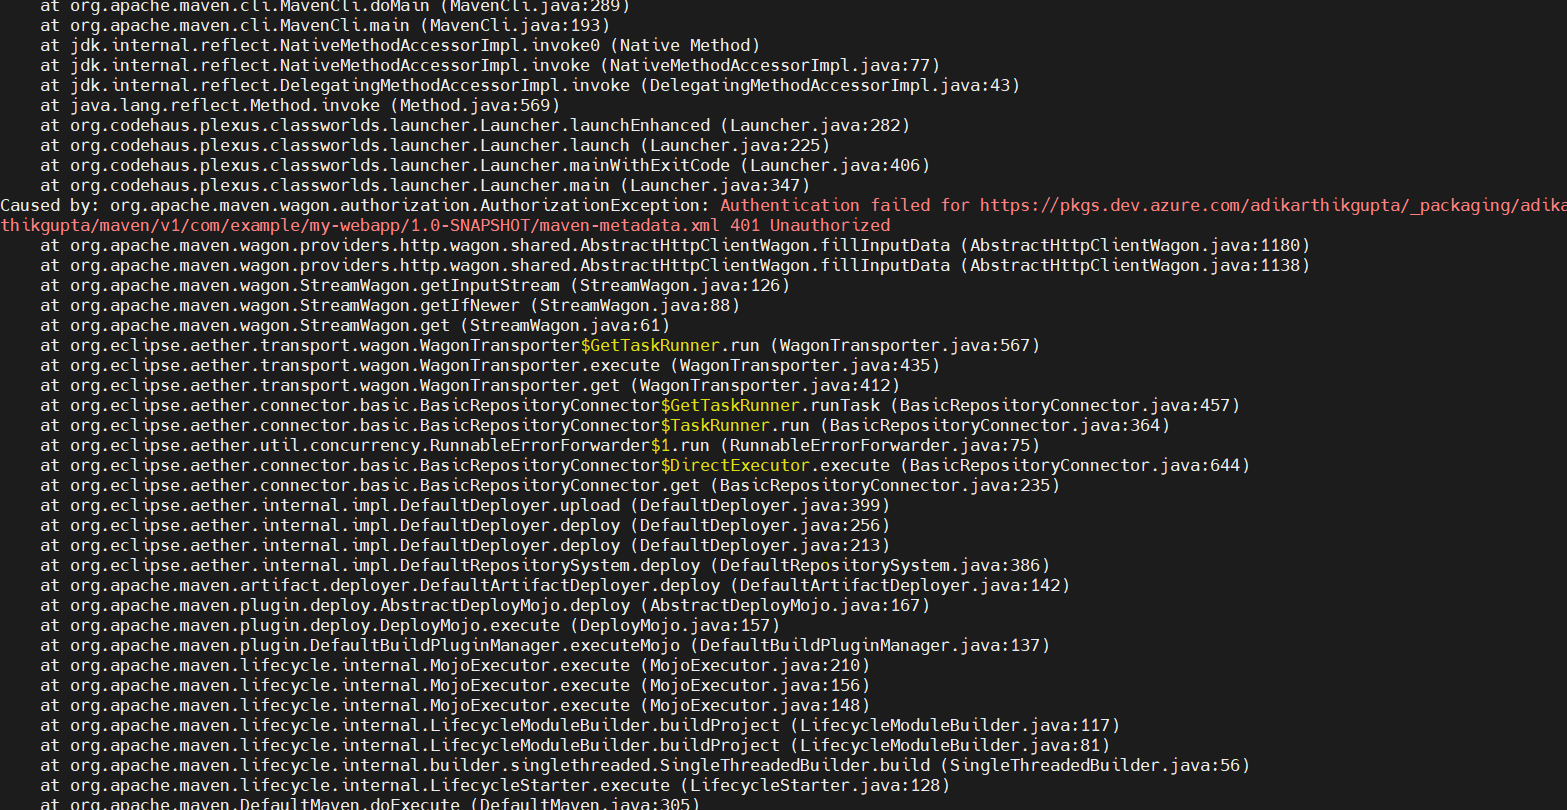 at org.apache.maven.cli.MavenCli.doMain (MavenCli.java:289)
    at org.apache.maven.cli.MavenCli.main (MavenCli.java:193)
    at jdk.internal.reflect.NativeMethodAccessorImpl.invoke0 (Native Method)
    at jdk.internal.reflect.NativeMethodAccessorImpl.invoke (NativeMethodAccessorImpl.java:77)
    at jdk.internal.reflect.DelegatingMethodAccessorImpl.invoke (DelegatingMethodAccessorImpl.java:43)
    at java.lang.reflect.Method.invoke (Method.java:569)
    at org.codehaus.plexus.classworlds.launcher.Launcher.launchEnhanced (Launcher.java:282)
    at org.codehaus.plexus.classworlds.launcher.Launcher.launch (Launcher.java:225)
    at org.codehaus.plexus.classworlds.launcher.Launcher.mainWithExitCode (Launcher.java:406)
    at org.codehaus.plexus.classworlds.launcher.Launcher.main (Launcher.java:347)
Caused by: org.apache.maven.wagon.authorization.AuthorizationException: Authentication failed for https://pkgs.dev.azure.com/adikarthikgupta/_packaging/adika
thikgupta/maven/v1/com/example/my-webapp/1.0-SNAPSHOT/maven-metadata.xml 401 Unauthorized
    at org.apache.maven.wagon.providers.http.wagon.shared.AbstractHttpClientWagon.fillInputData (AbstractHttpClientWagon.java:1180)
    at org.apache.maven.wagon.providers.http.wagon.shared.AbstractHttpClientWagon.fillInputData (AbstractHttpClientWagon.java:1138)
    at org.apache.maven.wagon.StreamWagon.getInputStream (StreamWagon.java:126)
    at org.apache.maven.wagon.StreamWagon.getIfNewer (StreamWagon.java:88)
    at org.apache.maven.wagon.StreamWagon.get (StreamWagon.java:61)
    at org.eclipse.aether.transport.wagon.WagonTransporter$GetTaskRunner.run (WagonTransporter.java:567)
    at org.eclipse.aether.transport.wagon.WagonTransporter.execute (WagonTransporter.java:435)
    at org.eclipse.aether.transport.wagon.WagonTransporter.get (WagonTransporter.java:412)
    at org.eclipse.aether.connector.basic.BasicRepositoryConnector$GetTaskRunner.runTask (BasicRepositoryConnector.java:457)
    at org.eclipse.aether.connector.basic.BasicRepositoryConnector$TaskRunner.run (BasicRepositoryConnector.java:364)
    at org.eclipse.aether.util.concurrency.RunnableErrorForwarder$1.run (RunnableErrorForwarder.java:75)
    at org.eclipse.aether.connector.basic.BasicRepositoryConnector$DirectExecutor.execute (BasicRepositoryConnector.java:644)
    at org.eclipse.aether.connector.basic.BasicRepositoryConnector.get (BasicRepositoryConnector.java:235)
    at org.eclipse.aether.internal.impl.DefaultDeployer.upload (DefaultDeployer.java:399)
    at org.eclipse.aether.internal.impl.DefaultDeployer.deploy (DefaultDeployer.java:256)
    at org.eclipse.aether.internal.impl.DefaultDeployer.deploy (DefaultDeployer.java:213)
    at org.eclipse.aether.internal.impl.DefaultRepositorySystem.deploy (DefaultRepositorySystem.java:386)
    at org.apache.maven.artifact.deployer.DefaultArtifactDeployer.deploy (DefaultArtifactDeployer.java:142)
    at org.apache.maven.plugin.deploy.AbstractDeployMojo.deploy (AbstractDeployMojo.java:167)
    at org.apache.maven.plugin.deploy.DeployMojo.execute (DeployMojo.java:157)
    at org.apache.maven.plugin.DefaultBuildPluginManager.executeMojo (DefaultBuildPluginManager.java:137)
    at org.apache.maven.lifecycle.internal.MojoExecutor.execute (MojoExecutor.java:210)
    at org.apache.maven.lifecycle.internal.MojoExecutor.execute (MojoExecutor.java:156)
    at org.apache.maven.lifecycle.internal.MojoExecutor.execute (MojoExecutor.java:148)
    at org.apache.maven.lifecycle.internal.LifecycleModuleBuilder.buildProject (LifecycleModuleBuilder.java:117)
    at org.apache.maven.lifecycle.internal.LifecycleModuleBuilder.buildProject (LifecycleModuleBuilder.java:81)
    at org.apache.maven.lifecycle.internal.builder.singlethreaded.SingleThreadedBuilder.build (SingleThreadedBuilder.java:56)
    at org.apache.maven.lifecycle.internal.LifecycleStarter.execute (LifecycleStarter.java:128)
    at org.apache.maven.DefaultMaven.doExecute (DefaultMaven.java:305)